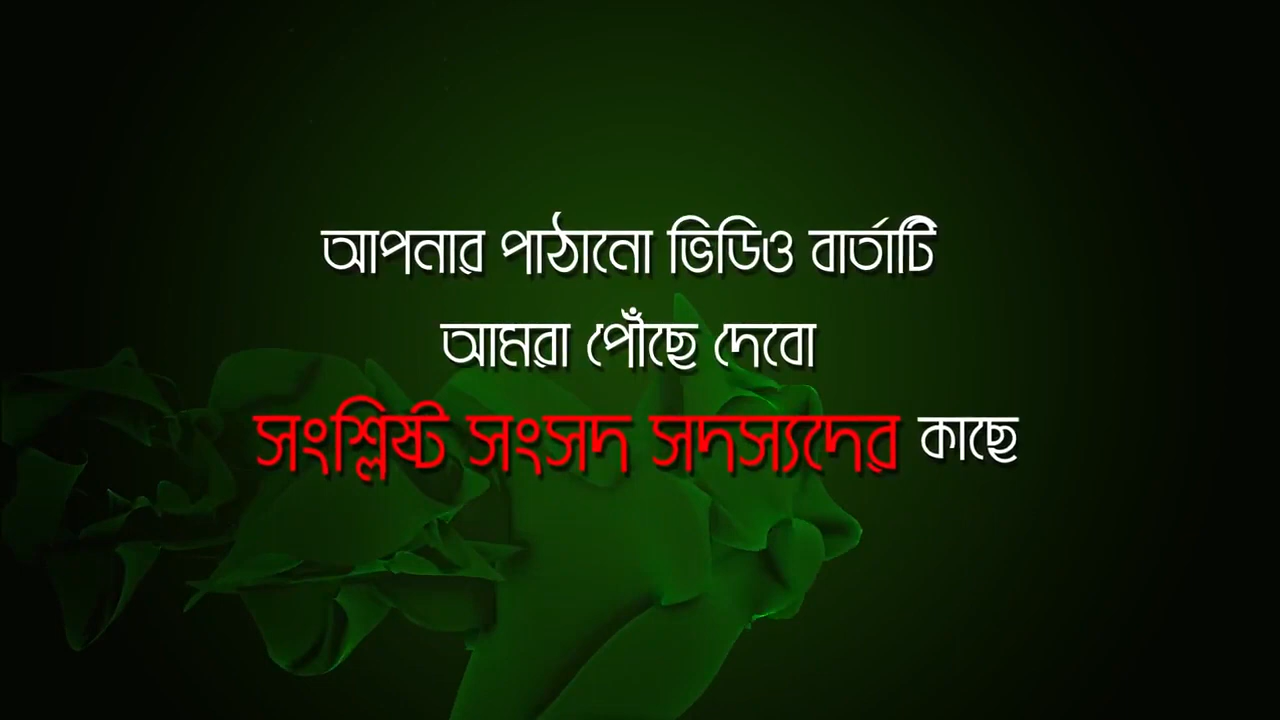 আপনার পাঠানো ভিডিও বার্তাটি
আমরা পৌঁছে দেবো
সংশ্লিষ্ট সংসদ সদস্যদের কাছে